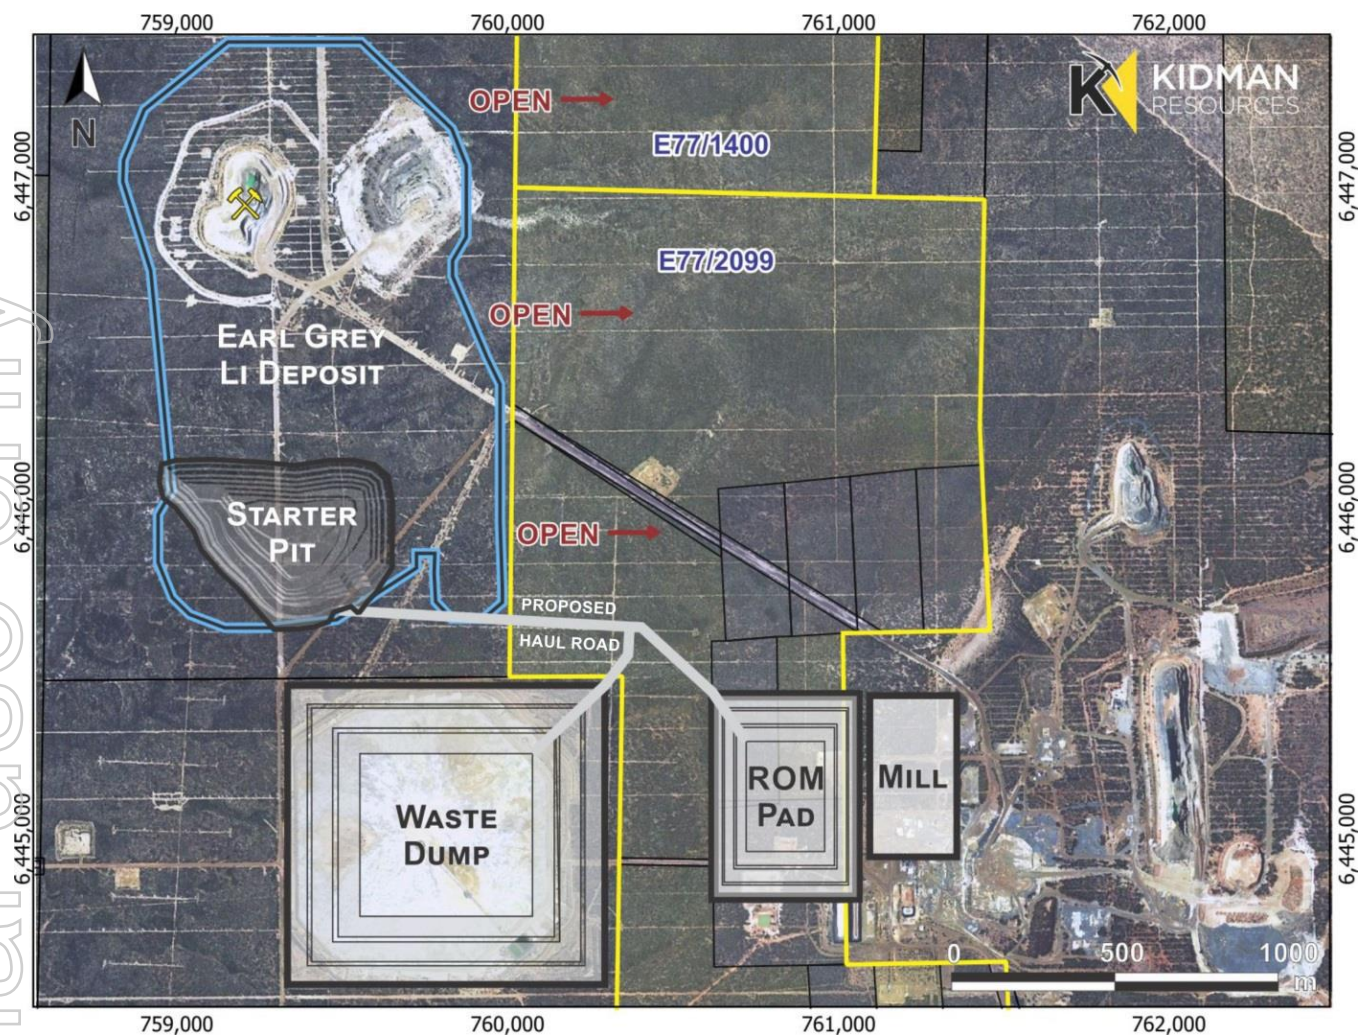 759,000
760,000
761,000
762,000
KIDMAN
RESOURCES
N
OPEN
E77/1400
6,447,000
6,447,000
E77/2099
OPEN
EARL GREY
LI DEPOSIT
6,446,000
6,446,000
STARTER
PIT
OPEN
PROPOSED
HAUL ROAD
WASTE
DUMP
ROM
PAD
MILL
6,445,000
6,445,000
0
500
1000
m
759,000
760,000
761,000
762,000